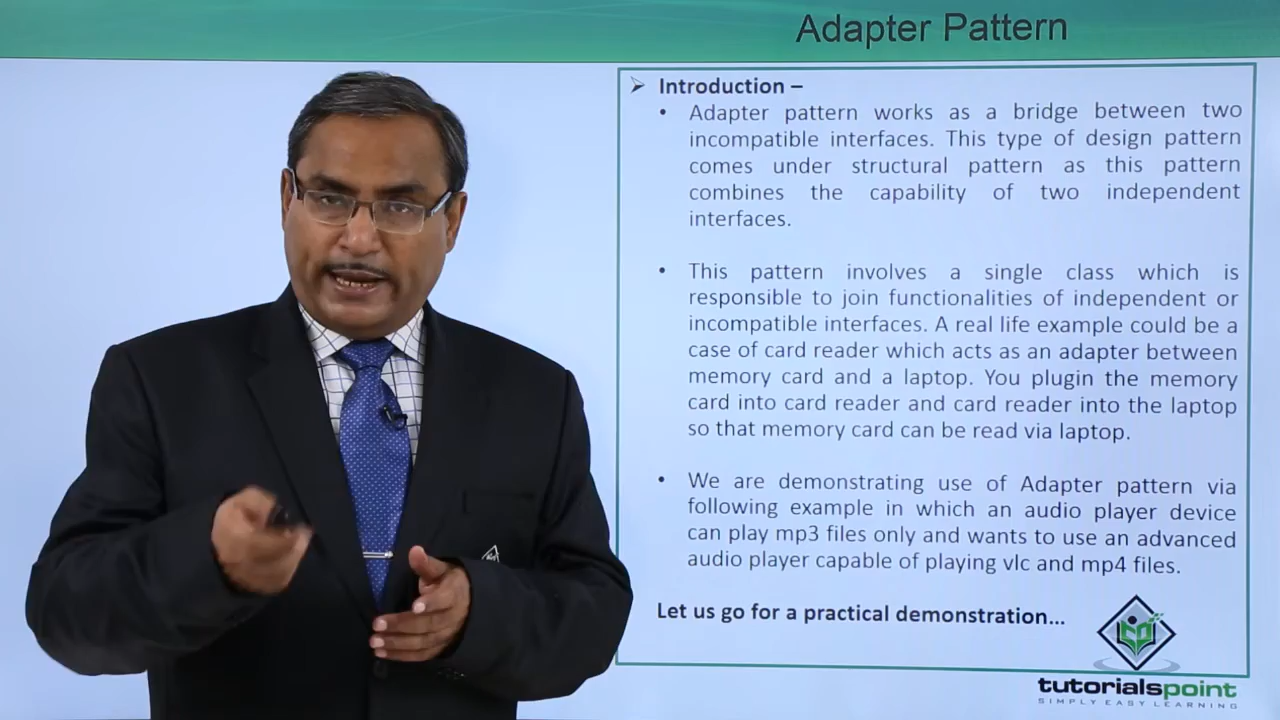 Adapter Pattern
Introduction –
• Adapter pattern works as a bridge between two
incompatible interfaces. This type of design pattern
comes under structural pattern as this pattern
combines the capability of two independent
interfaces.
• This pattern involves a single class which is
responsible to join functionalities of independent or
incompatible interfaces. A real life example could be a
case of card reader which acts as an adapter between
memory card and a laptop. You plugin the memory
card into card reader and card reader into the laptop
so that memory card can be read via laptop.
• We are demonstrating use of Adapter pattern via
following example in which an audio player device
can play mp3 files only and wants to use an advanced
audio player capable of playing vlc and mp4 files.
Let us go for a practical demonstration...
tutorialspoint
SIMPLY EASY LEARNING